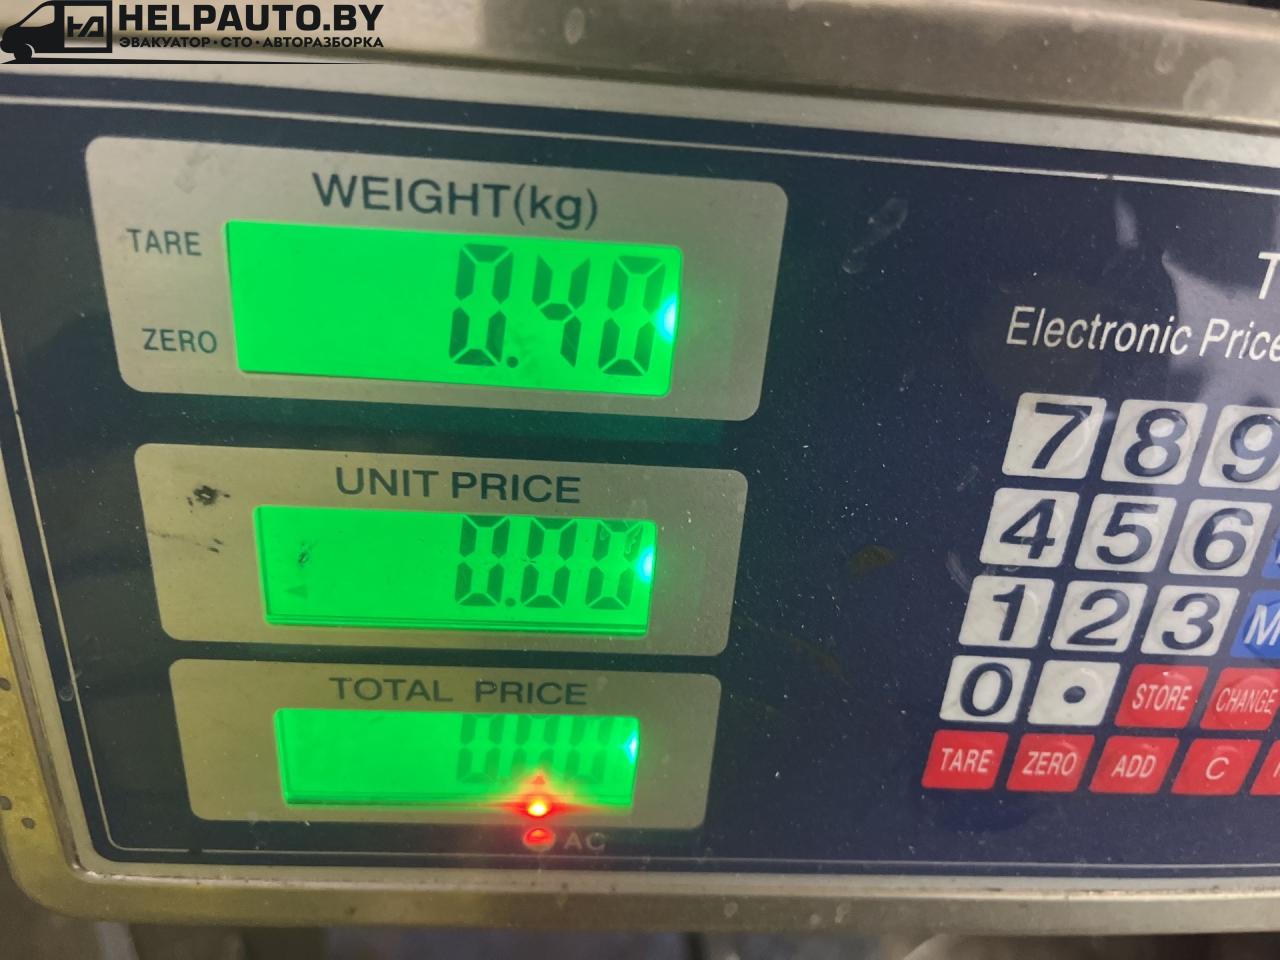 HELPAUTO.BY
ЭВАКУАТОР·СТО·АВТОРАЗБОРКА
WEIGHT(kg)
TARE
0.40
ZERO
Electronic Price
UNIT PRICE
0.00
TOTAL PRICE
0.00
AC
7 8 9
4 5 6
1 2 3 M
0 . STORE CHANGE
TARE ZERO ADD C